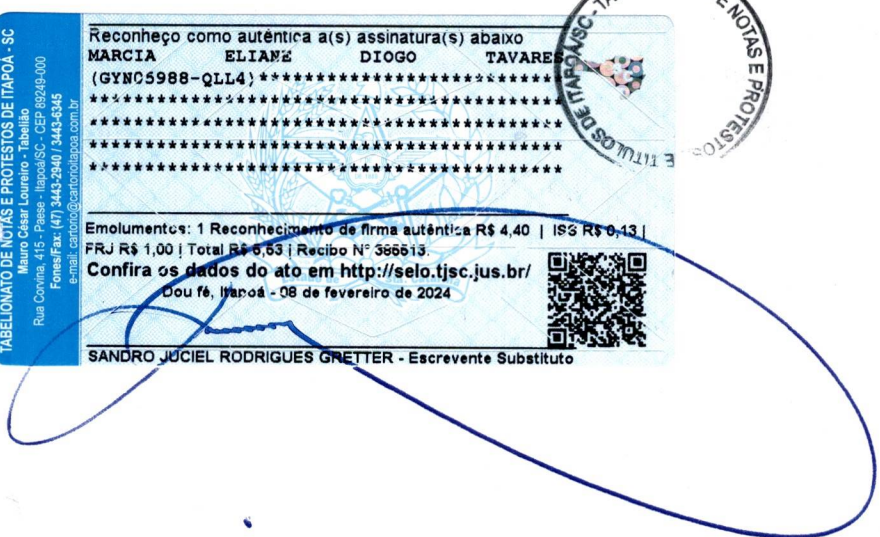 TABELIONATO DE NOTAS E PROTESTOS DE ITAPOÁ - SC
Mauro César Loureiro - Tabelião
Rua Corvina, 415 - Paese - Itapoá/SC - CEP 89249-000
Fones/Fax: (47) 3443-2940 / 3443-6345
e-mail: cartorio@cartorioitapoa.com.br
Reconheço como autêntica a(s) assinatura(s) abaixo
MARCIA ELIANE DIOGO TAVARES
(GYN05988-QLL4)******************************
*******************************************
*******************************************
*******************************************
*******************************************
Emolumentos: 1 Reconhecimento de firma autêntica R$ 4,40 | ISS R$ 0,13 |
FRJ R$ 1,00 | Total R$ 5,53 | Recibo Nº 385513.
Confira os dados do ato em http://selo.tjsc.jus.br/
Dou fé, Itapoá - 08 de fevereiro de 2024
SANDRO JUCIEL RODRIGUES GRETTER - Escrevente Substituto
E NOTAS E PROTESTOS
E TITULOS DE ITAPOÁ/SC